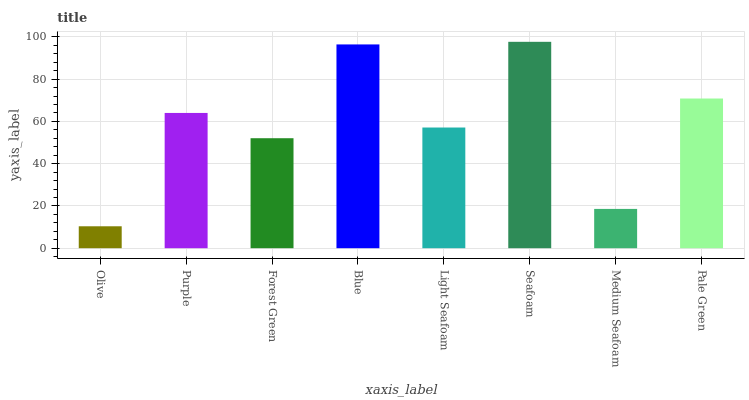 title
yaxis_label
100
80
60
40
20
0
Olive
Purple
Forest Green
Blue
Light Seafoam
Seafoam
Medium Seafoam
Pale Green
xaxis_label